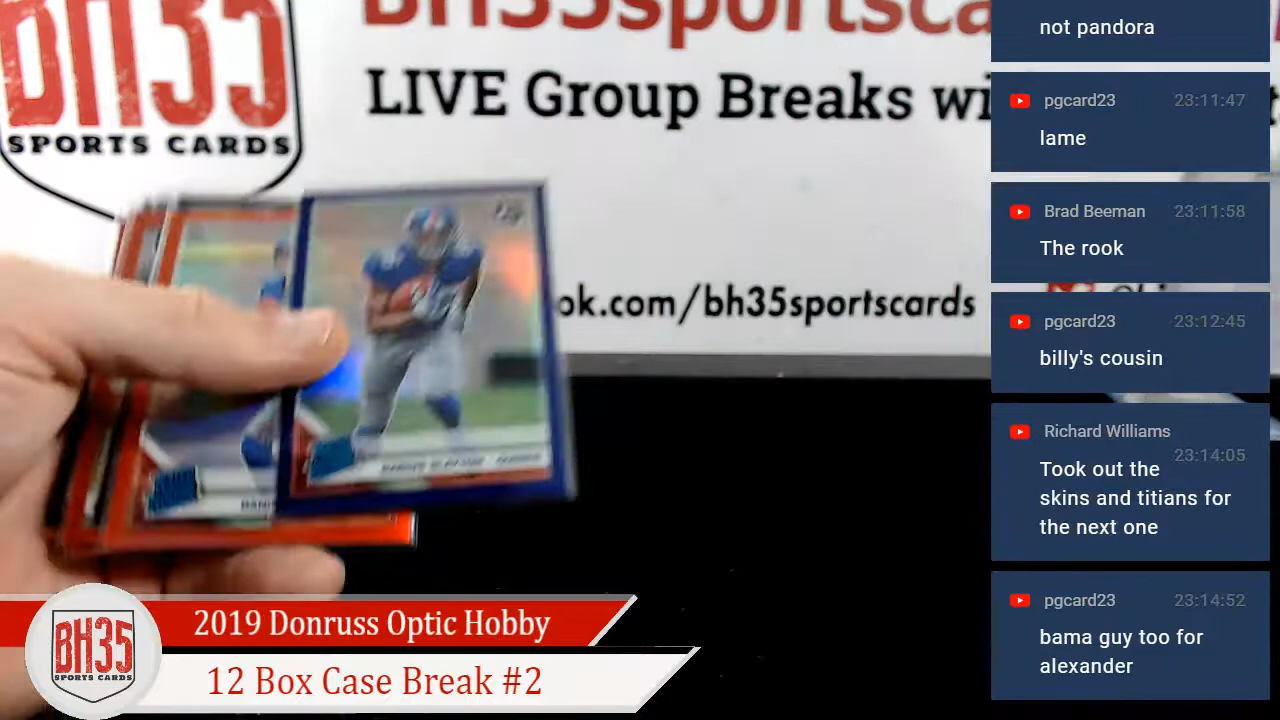 BH35
SPORTS CARDS
BH35sportsca
LIVE Group Breaks wi
ok.com/bh35sportscards
not pandora
pgcard23 23:11:47
lame
Brad Beeman 23:11:58
The rook
pgcard23 23:12:45
billy's cousin
Richard Williams 23:14:05
Took out the
skins and titians for
the next one
pgcard23 23:14:52
bama guy too for
alexander
BH35
SPORTS CARDS
2019 Donruss Optic Hobby
12 Box Case Break #2